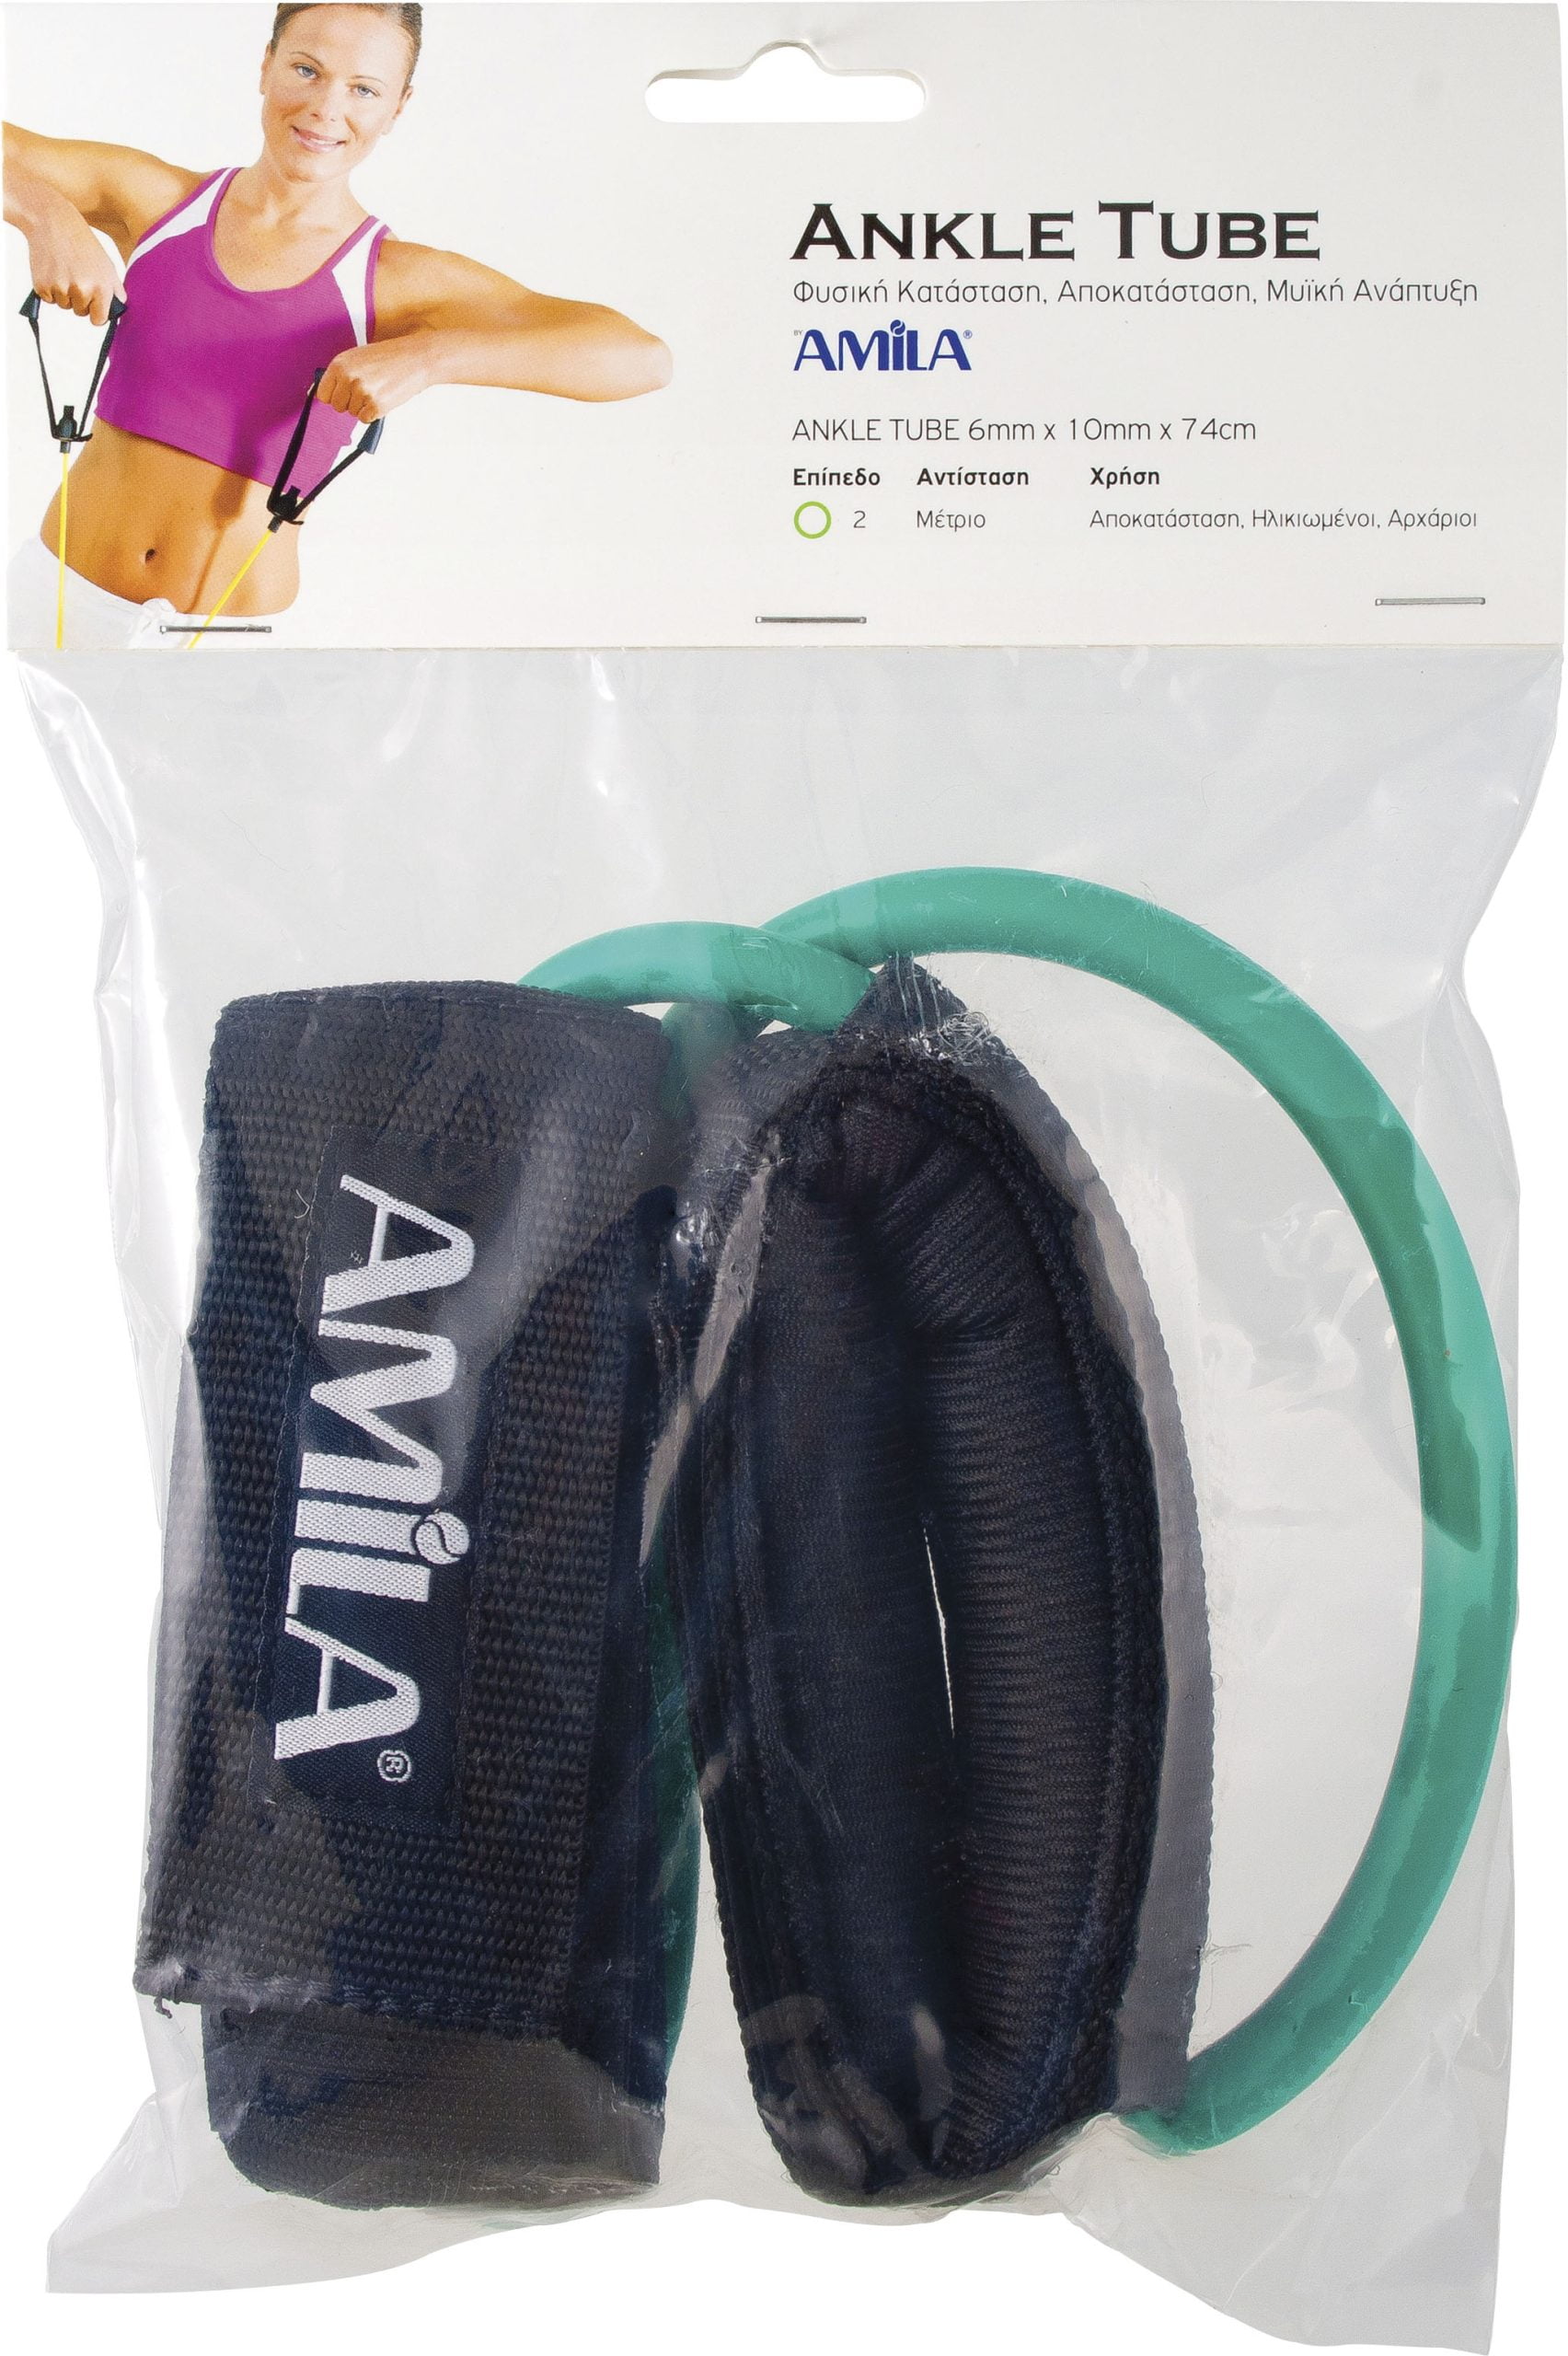 ANKLE TUBE
Φυσική Κατάσταση, Αποκατάσταση, Μυϊκή Ανάπτυξη
BY AMILA®
ANKLE TUBE 6mm x 10mm x 74cm
Επίπεδο Αντίσταση Χρήση
2 Μέτριο Αποκατάσταση, Ηλικιωμένοι, Αρχάριοι
AMILA®